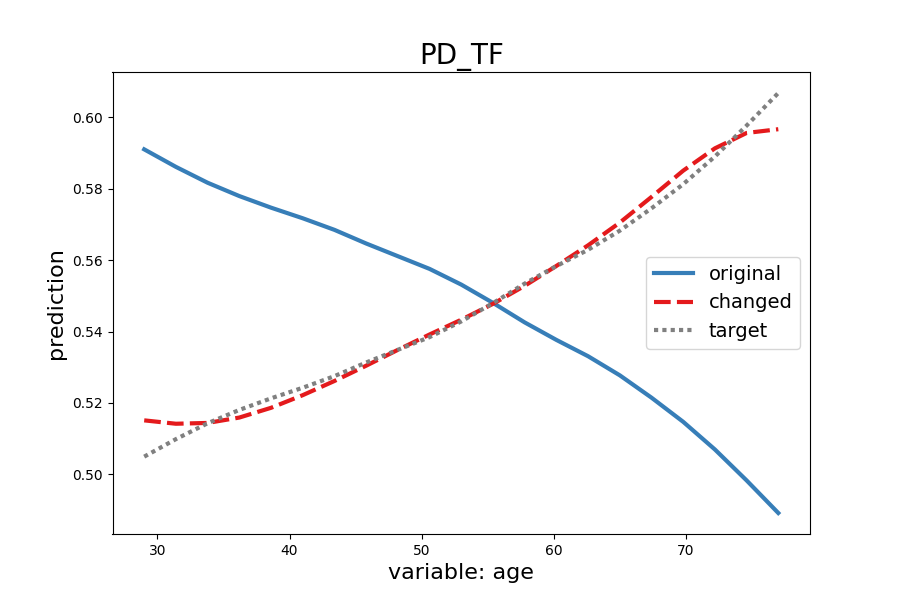 PD_TF
prediction
0.60
0.58
0.56
0.54
0.52
0.50
original
changed
target
30 40 50 60 70
variable: age